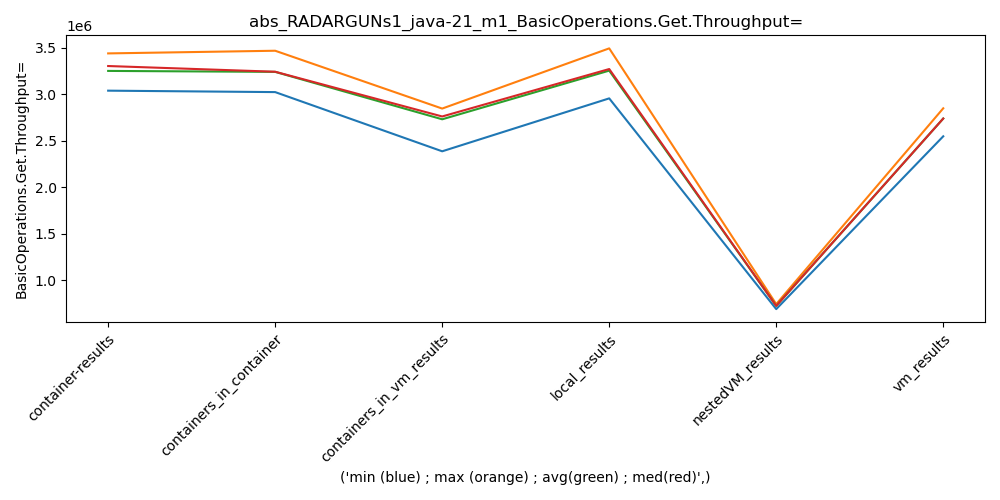 abs_RADARGUNs1_java-21_m1_BasicOperations.Get.Throughput=
1e6
3.5
3.0
2.5
2.0
1.5
1.0
BasicOperations.Get.Throughput=
container-results
containers_in_container
containers_in_vm_results
local_results
nestedVM_results
vm_results
('min (blue) ; max (orange) ; avg(green) ; med(red)',)